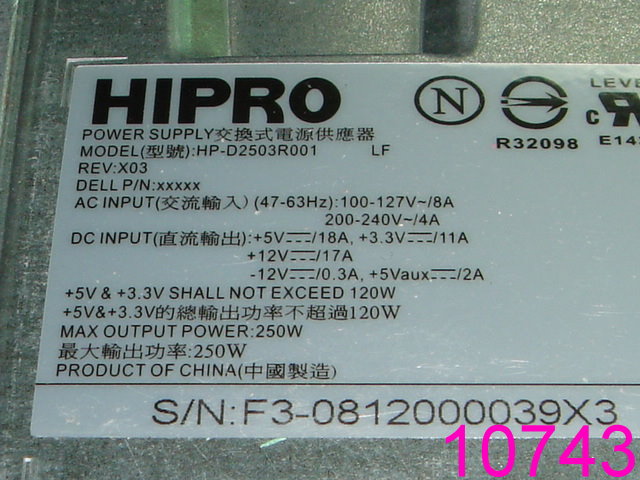 HIPRO
N
LEVE
c
R32098
E14
POWER SUPPLY交換式電源供應器
MODEL(型號):HP-D2503R001 LF
REV:X03
DELL P/N:xxxxx
AC INPUT(交流輸入) (47-63Hz):100-127V~/8A
200-240V~/4A
DC INPUT(直流輸出):+5V⎓/18A, +3.3V⎓/11A
+12V⎓/17A
-12V⎓/0.3A, +5Vaux⎓/2A
+5V & +3.3V SHALL NOT EXCEED 120W
+5V&+3.3V的總輸出功率不超過120W
MAX OUTPUT POWER:250W
最大輸出功率:250W
PRODUCT OF CHINA(中國製造)
S/N:F3-0812000039X3
10743